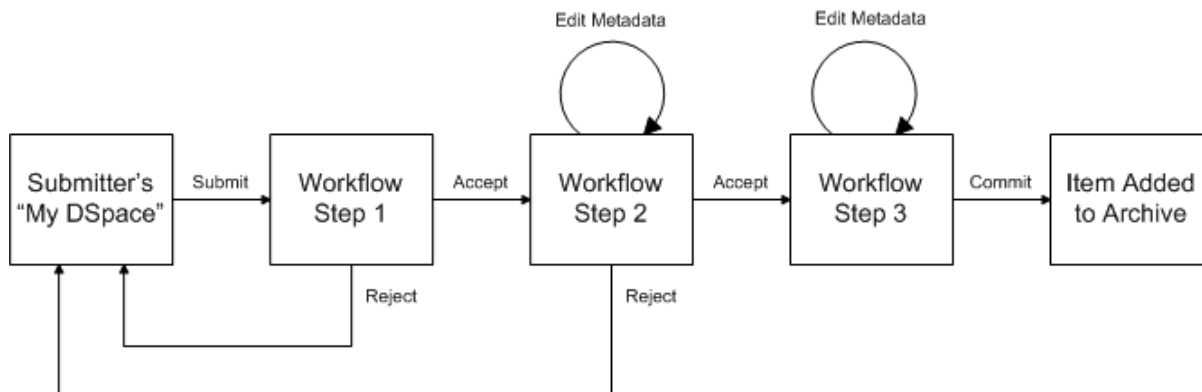 Edit Metadata
Edit Metadata
Submitter's
“My DSpace”
Submit
Workflow
Step 1
Accept
Workflow
Step 2
Accept
Workflow
Step 3
Commit
Item Added
to Archive
Reject
Reject